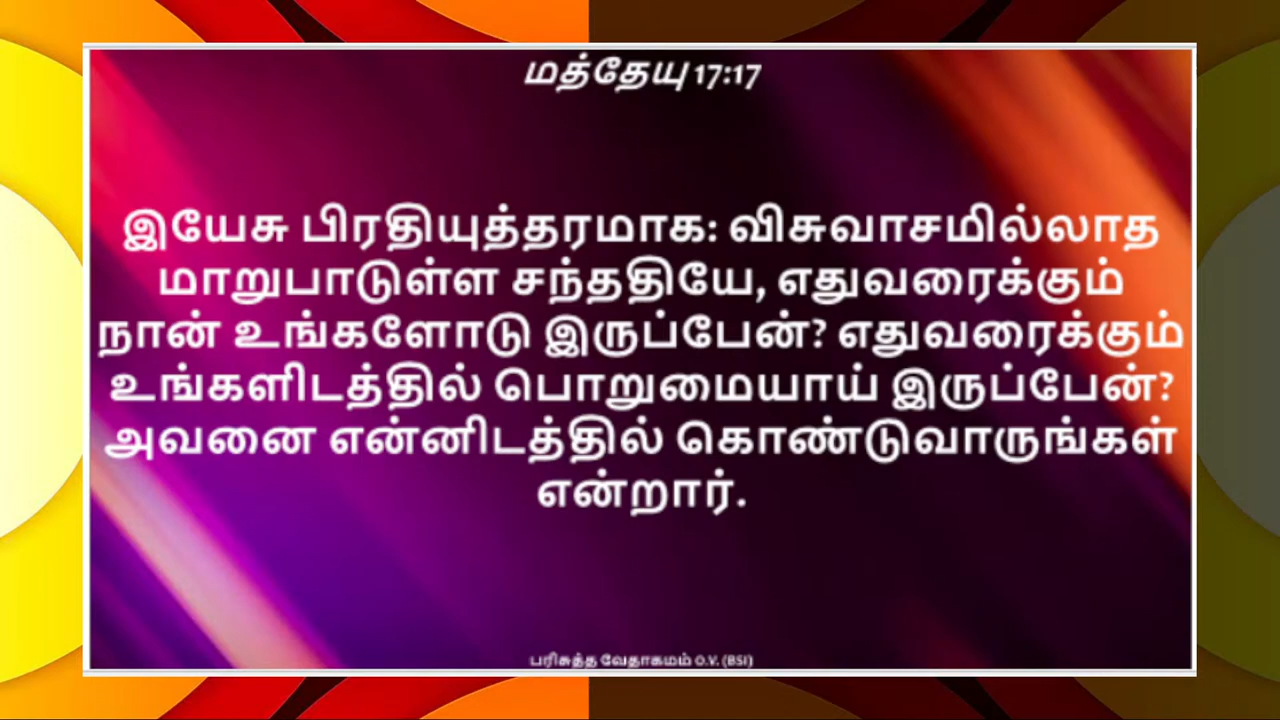 மத்தேயு 17:17
இயேசு பிரதியுத்தரமாக: விசுவாசமில்லாத
மாறுபாடுள்ள சந்ததியே, எதுவரைக்கும்
நான் உங்களோடு இருப்பேன்? எதுவரைக்கும்
உங்களிடத்தில் பொறுமையாய் இருப்பேன்?
அவனை என்னிடத்தில் கொண்டுவாருங்கள்
என்றார்.
பரிசுத்த வேதாகமம் O.V. (BSI)